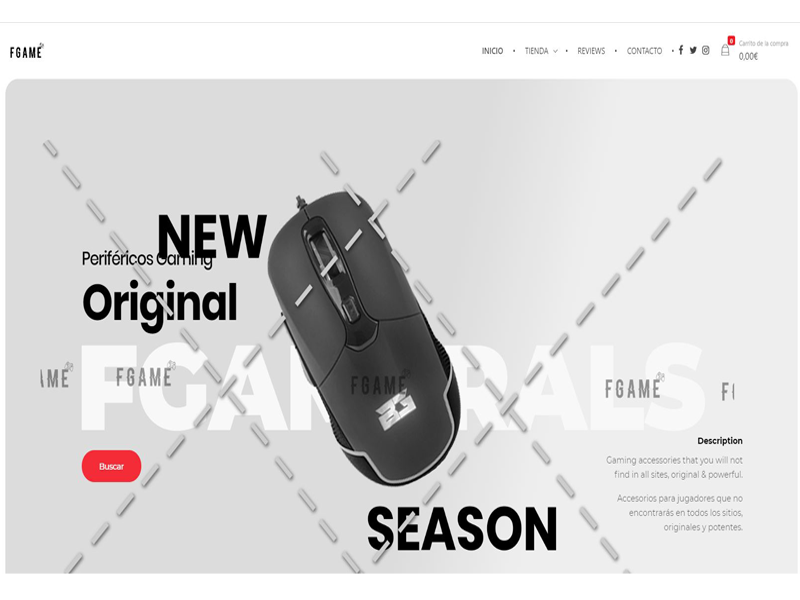 FGAME
INICIO • TIENDA • REVIEWS • CONTACTO
0
Carrito de la compra
0,00€
NEW
Periféricos Gaming
Original
FGAM RALS
AME FGAME FGAME FGAME
Buscar
Description
Gaming accessories that you will not
find in all sites, original & powerful.
Accesorios para jugadores que no
encontrarás en todos los sitios,
originales y potentes.
SEASON